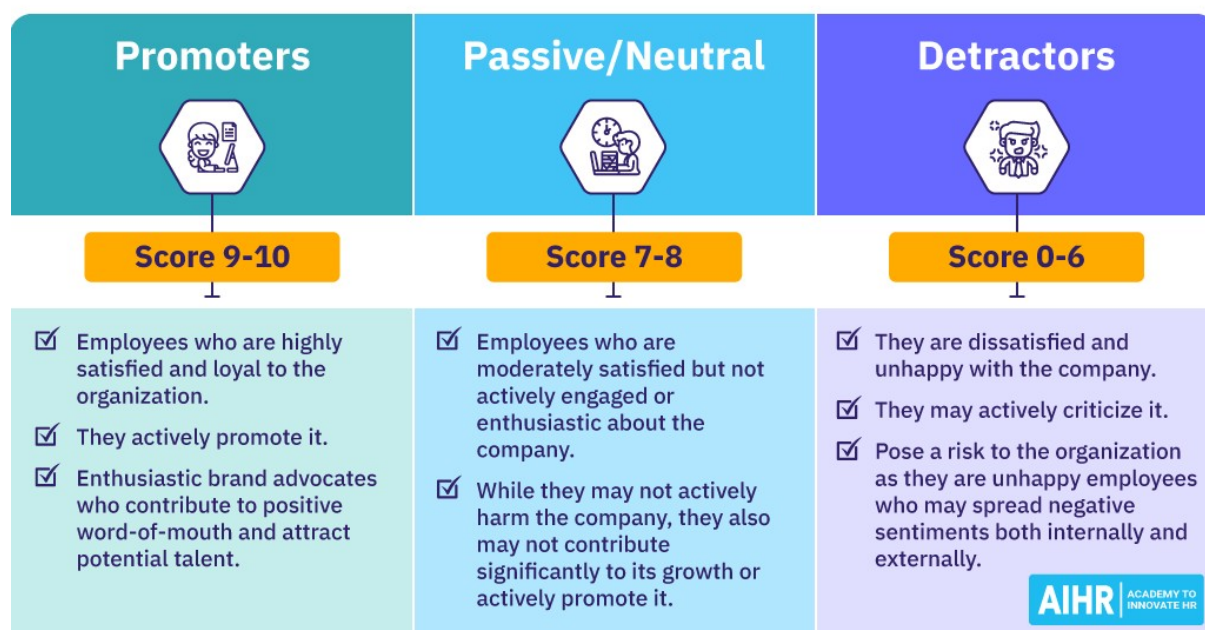 Promoters
Score 9-10
Employees who are highly
satisfied and loyal to the
organization.
They actively promote it.
Enthusiastic brand advocates
who contribute to positive
word-of-mouth and attract
potential talent.
Passive/Neutral
Score 7-8
Employees who are
moderately satisfied but not
actively engaged or
enthusiastic about the
company.
While they may not actively
harm the company, they also
may not contribute
significantly to its growth or
actively promote it.
Detractors
Score 0-6
They are dissatisfied and
unhappy with the company.
They may actively criticize it.
Pose a risk to the organization
as they are unhappy employees
who may spread negative
sentiments both internally and
externally.
AIHR
ACADEMY TO
INNOVATE HR